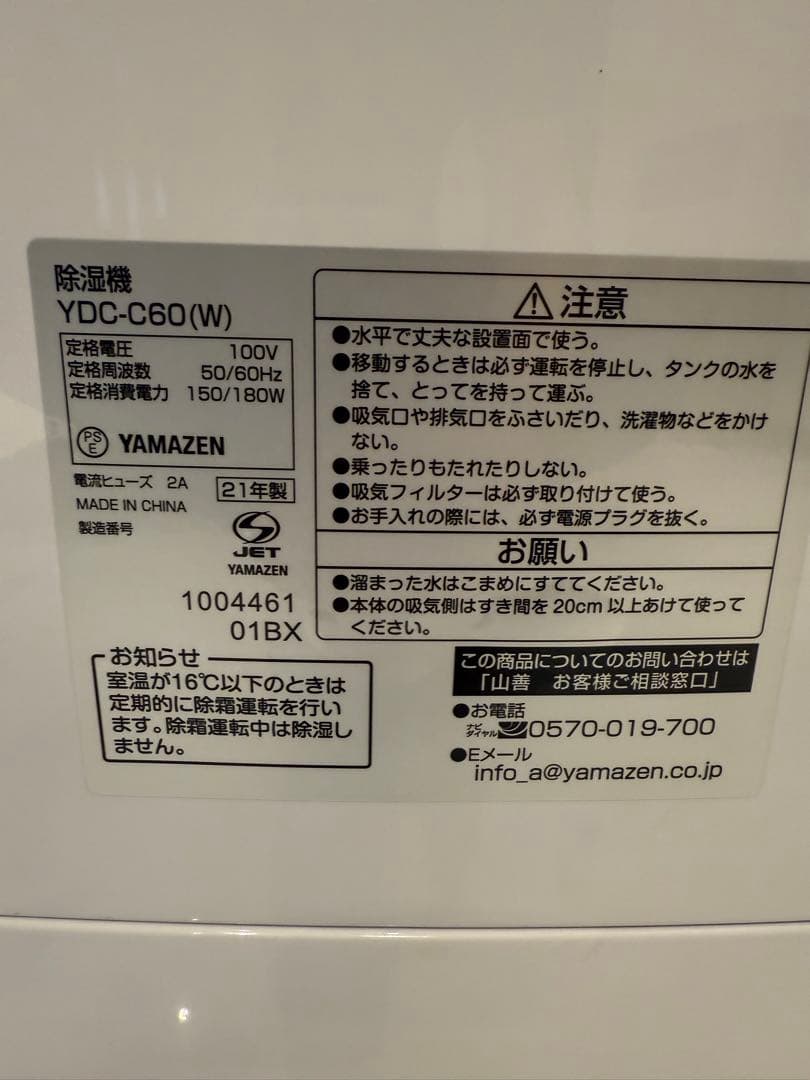 除湿機
YDC-C60(W)
定格電圧 100V
定格周波数 50/60Hz
定格消費電力 150/180W
PS
E
YAMAZEN
電流ヒューズ 2A
21年製
MADE IN CHINA
製造番号
JET
YAMAZEN
1004461
01BX
お知らせ
室温が16℃以下のときは
定期的に除霜運転を行い
ます。除霜運転中は除湿し
ません。
注意
●水平で丈夫な設置面で使う。
●移動するときは必ず運転を停止し、タンクの水を
捨て、とってを持って運ぶ。
●吸気口や排気口をふさいだり、洗濯物などをかけ
ない。
●乗ったりもたれたりしない。
●吸気フィルターは必ず取り付けて使う。
●お手入れの際には、必ず電源プラグを抜く。
お願い
●溜まった水はこまめにすててください。
●本体の吸気側はすき間を20cm以上あけて使って
ください。
この商品についてのお問い合わせは
「山善 お客様ご相談窓口」
●お電話
ナビ
ダイヤル
0570-019-700
●Eメール
info_a@yamazen.co.jp